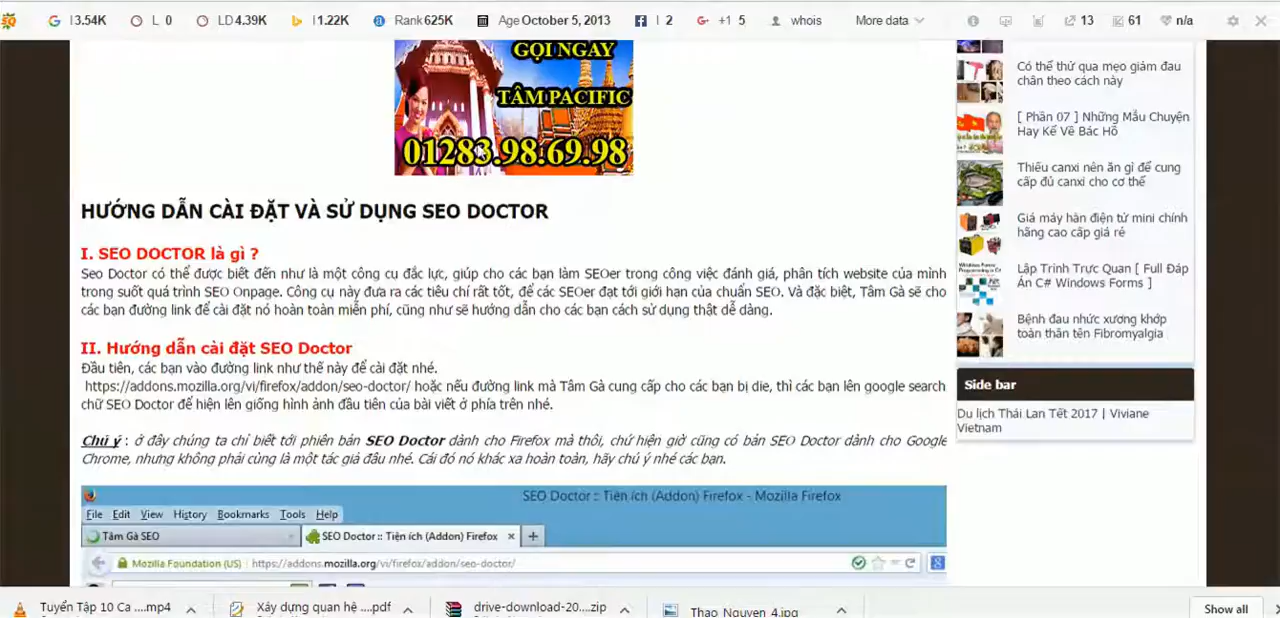 I 3.54K L 0 LD 4.39K I 1.22K Rank 625K Age October 5, 2013 I 2 +1 5 whois More data 13 61 n/a
GỌI NGAY
TÂM PACIFIC
01283.98.69.98
HƯỚNG DẪN CÀI ĐẶT VÀ SỬ DỤNG SEO DOCTOR
I. SEO DOCTOR là gì ?
Seo Doctor có thể được biết đến như là một công cụ đắc lực, giúp cho các bạn làm SEOer trong công việc đánh giá, phân tích website của mình
trong suốt quá trình SEO Onpage. Công cụ này đưa ra các tiêu chí rất tốt, để các SEOer đạt tới giới hạn của chuẩn SEO. Và đặc biệt, Tâm Gà sẽ cho
các bạn đường link để cài đặt nó hoàn toàn miễn phí, cũng như sẽ hướng dẫn cho các bạn cách sử dụng thật dễ dàng.
II. Hướng dẫn cài đặt SEO Doctor
Đầu tiên, các bạn vào đường link như thế này để cài đặt nhé.
https://addons.mozilla.org/vi/firefox/addon/seo-doctor/ hoặc nếu đường link mà Tâm Gà cung cấp cho các bạn bị die, thì các bạn lên google search
chữ SEO Doctor để hiện lên giống hình ảnh đầu tiên của bài viết ở phía trên nhé.
Chú ý : ở đây chúng ta chỉ biết tới phiên bản SEO Doctor dành cho Firefox mà thôi, chứ hiện giờ cũng có bản SEO Doctor dành cho Google
Chrome, nhưng không phải cùng là một tác giả đâu nhé. Cái đó nó khác xa hoàn toàn, hãy chú ý nhé các bạn.
SEO Doctor :: Tiện ích (Addon) Firefox - Mozilla Firefox
File Edit View History Bookmarks Tools Help
Tâm Gà SEO SEO Doctor :: Tiện ích (Addon) Firefox × +
Mozilla Foundation (US) https://addons.mozilla.org/vi/firefox/addon/seo-doctor/
Có thể thử qua mẹo giảm đau
chân theo cách này
[ Phần 07 ] Những Mẫu Chuyện
Hay Kể Về Bác Hồ
Thiếu canxi nên ăn gì để cung
cấp đủ canxi cho cơ thể
Giá máy hàn điện tử mini chính
hãng cao cấp giá rẻ
Lập Trình Trực Quan [ Full Đáp
Án C# Windows Forms ]
Bệnh đau nhức xương khớp
toàn thân tên Fibromyalgia
Side bar
Du lịch Thái Lan Tết 2017 | Viviane
Vietnam
Tuyển Tập 10 Ca ....mp4 Xây dựng quan hệ ....pdf drive-download-20....zip Thao_Nguyen_4.jpg Show all